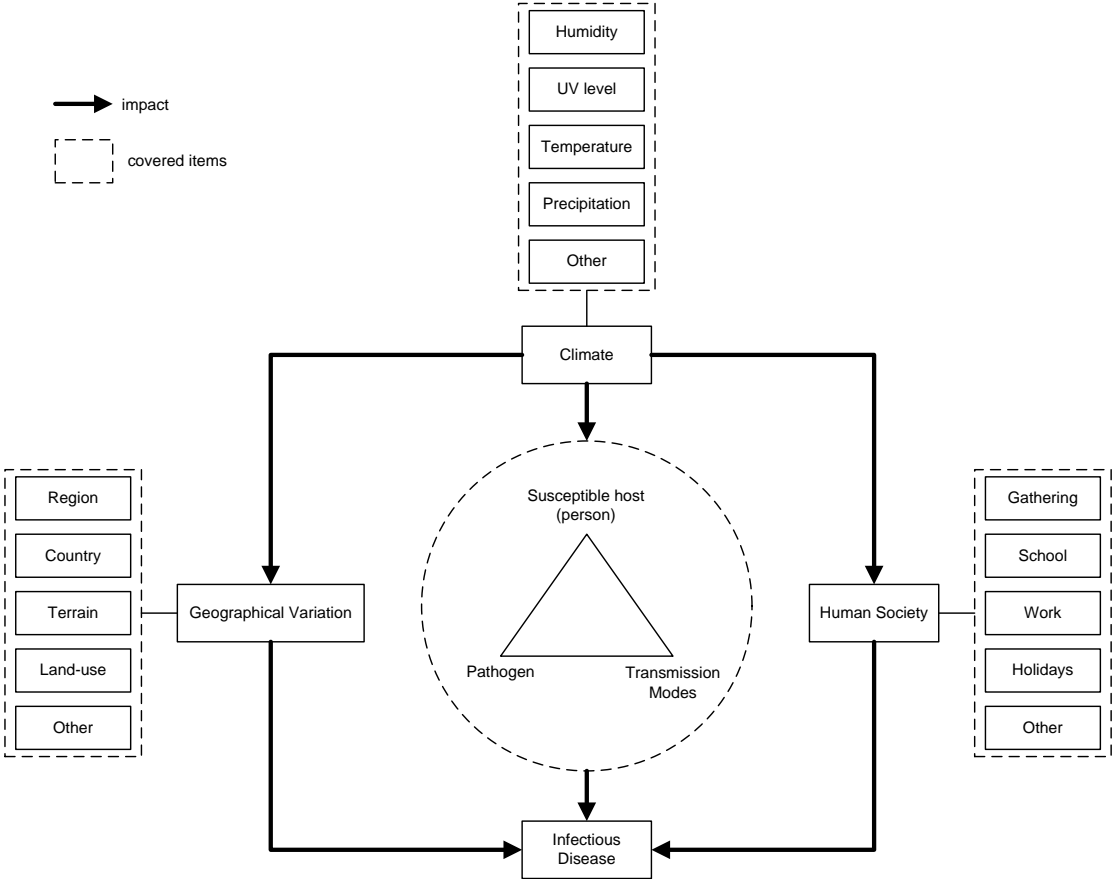 Humidity
UV level
Temperature
Precipitation
Other
impact
covered items
Climate
Region
Country
Terrain
Land-use
Other
Geographical Variation
Susceptible host
(person)
Pathogen
Transmission
Modes
Human Society
Gathering
School
Work
Holidays
Other
Infectious
Disease